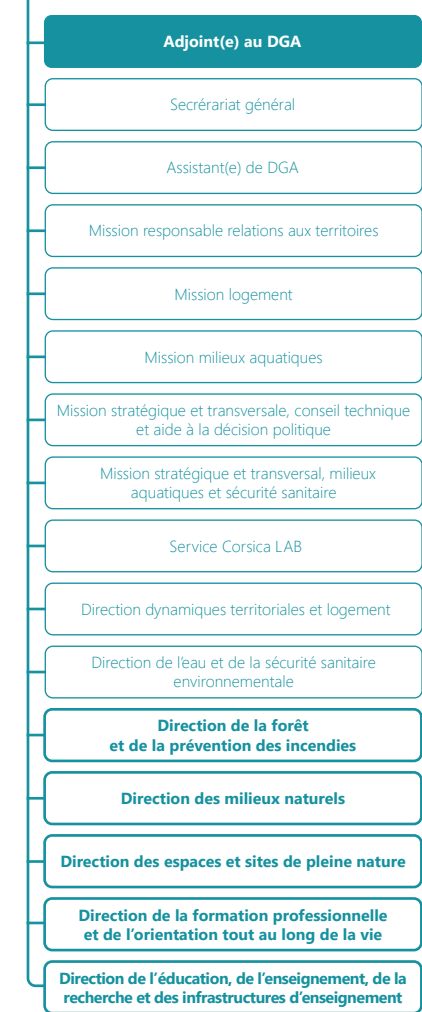 Adjoint(e) au DGA
Secrérariat général
Assistant(e) de DGA
Mission responsable relations aux territoires
Mission logement
Mission milieux aquatiques
Mission stratégique et transversale, conseil technique
et aide à la décision politique
Mission stratégique et transversal, milieux
aquatiques et sécurité sanitaire
Service Corsica LAB
Direction dynamiques territoriales et logement
Direction de l'eau et de la sécurité sanitaire
environnementale
Direction de la forêt
et de la prévention des incendies
Direction des milieux naturels
Direction des espaces et sites de pleine nature
Direction de la formation professionnelle
et de l'orientation tout au long de la vie
Direction de l'éducation, de l'enseignement, de la
recherche et des infrastructures d'enseignement